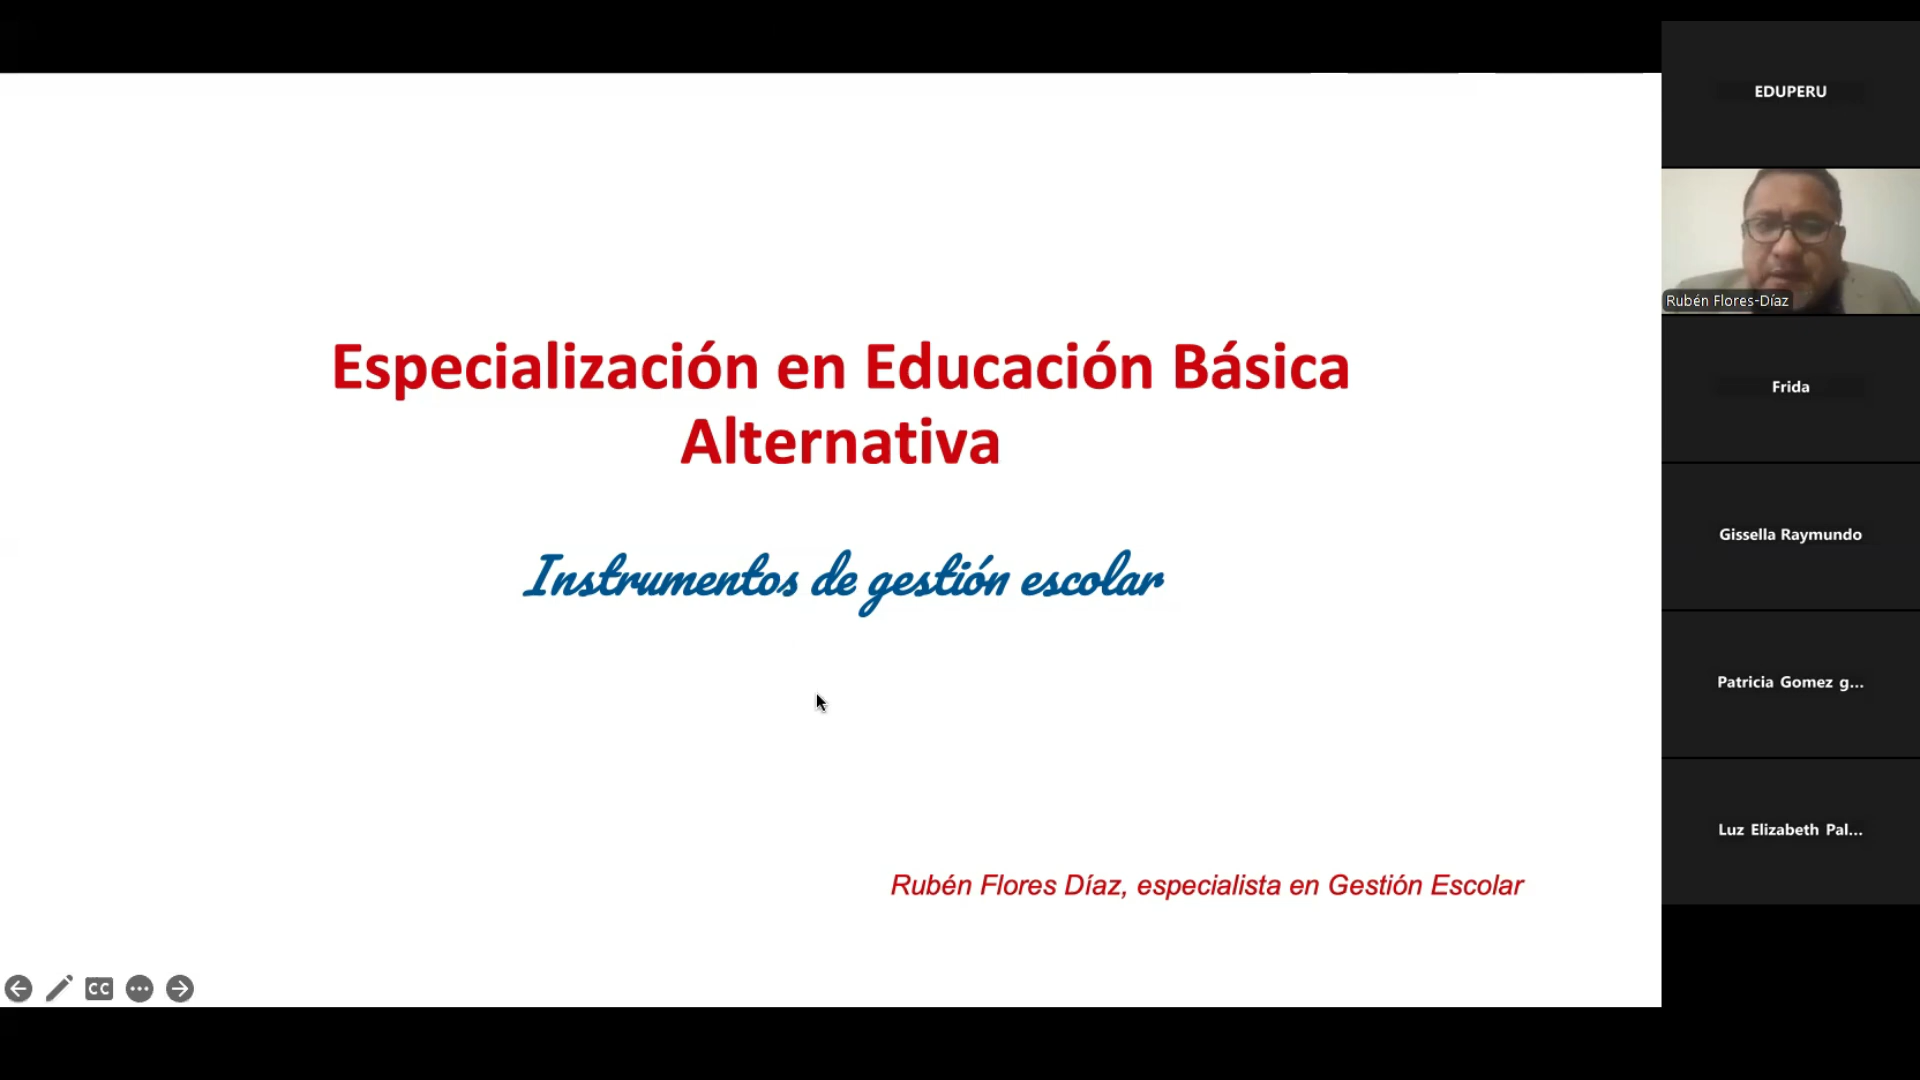 EDUPERU
Rubén Flores-Díaz
Especialización en Educación Básica
Alternativa
Instrumentos de gestión escolar
Rubén Flores Díaz, especialista en Gestión Escolar
Frida
Gissella Raymundo
Patricia Gomez g...
Luz Elizabeth Pal...
CC